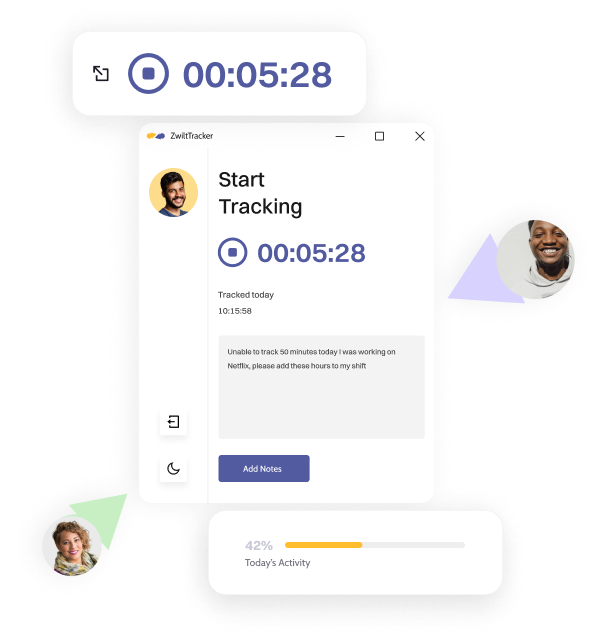 00:05:28
ZwiltTracker
Start
Tracking
00:05:28
Tracked today
10:15:58
Unable to track 50 minutes today I was working on
Netflix, please add these hours to my shift
Add Notes
42%
Today's Activity